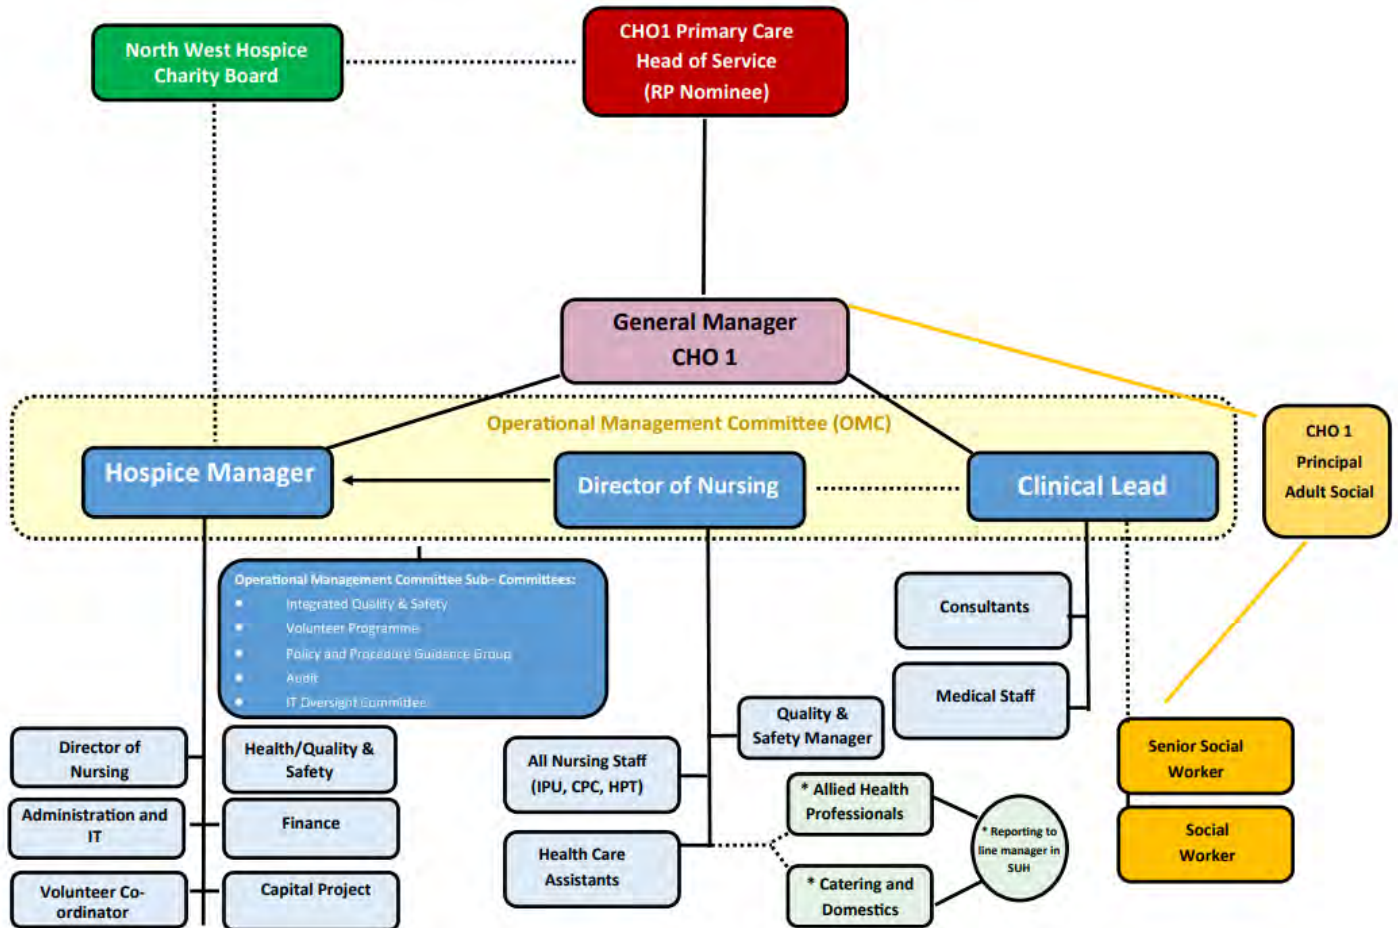 North West Hospice
Charity Board
CHO1 Primary Care
Head of Service
(RP Nominee)
General Manager
CHO 1
Operational Management Committee (OMC)
Hospice Manager
Director of Nursing
Clinical Lead
CHO 1
Principal
Adult Social
Operational Management Committee Sub- Committees:
• Integrated Quality & Safety
• Volunteer Programme
• Policy and Procedure Guidance Group
• Audit
• IT Oversight Committee
Consultants
Medical Staff
Quality &
Safety Manager
Director of
Nursing
Health/Quality &
Safety
All Nursing Staff
(IPU, CPC, HPT)
Senior Social
Worker
Administration and
IT
Finance
* Allied Health
Professionals
* Reporting to
line manager in
SUH
Social
Worker
Health Care
Assistants
Volunteer Co-
ordinator
Capital Project
* Catering and
Domestics